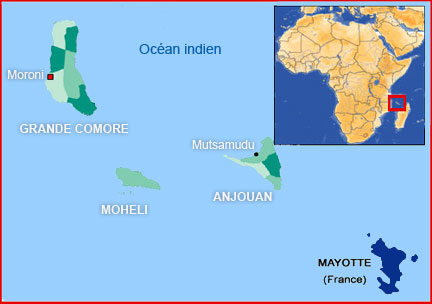 Océan indien
Moroni
GRANDE COMORE
Mutsamudu
MOHELI
ANJOUAN
MAYOTTE
(France)